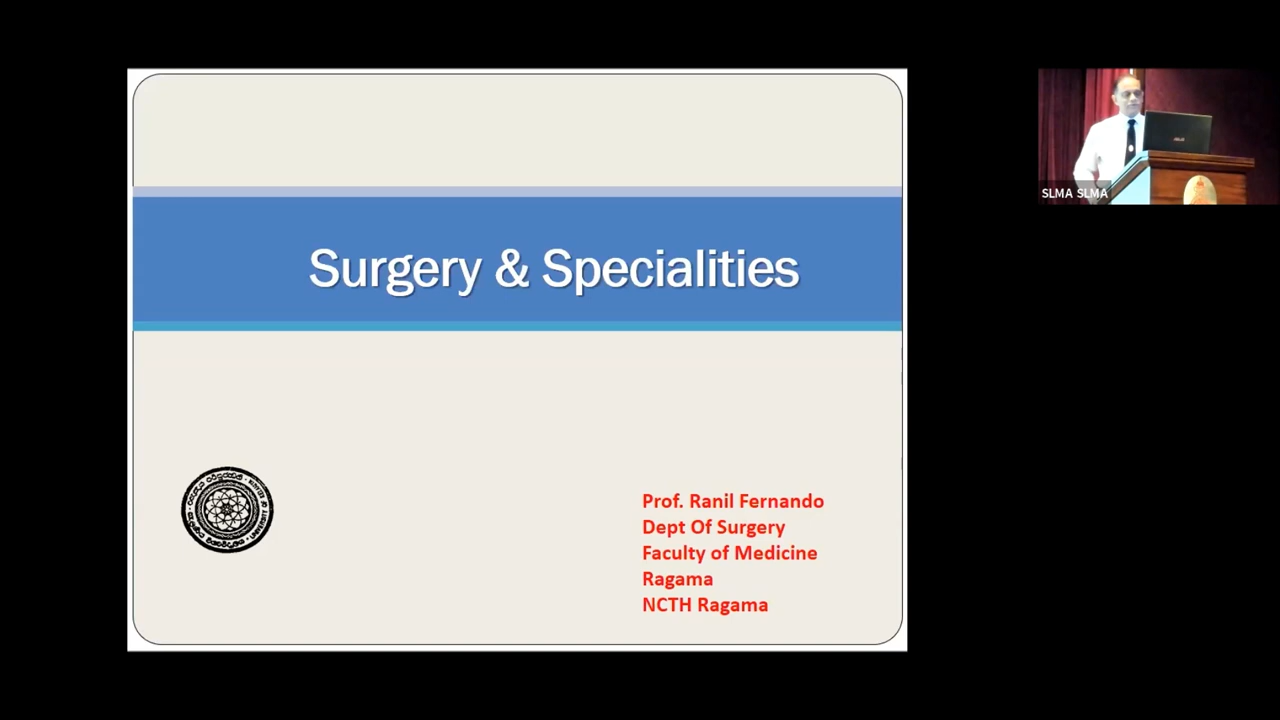 Surgery & Specialities
Prof. Ranil Fernando
Dept Of Surgery
Faculty of Medicine
Ragama
NCTH Ragama
SLMA SLMA